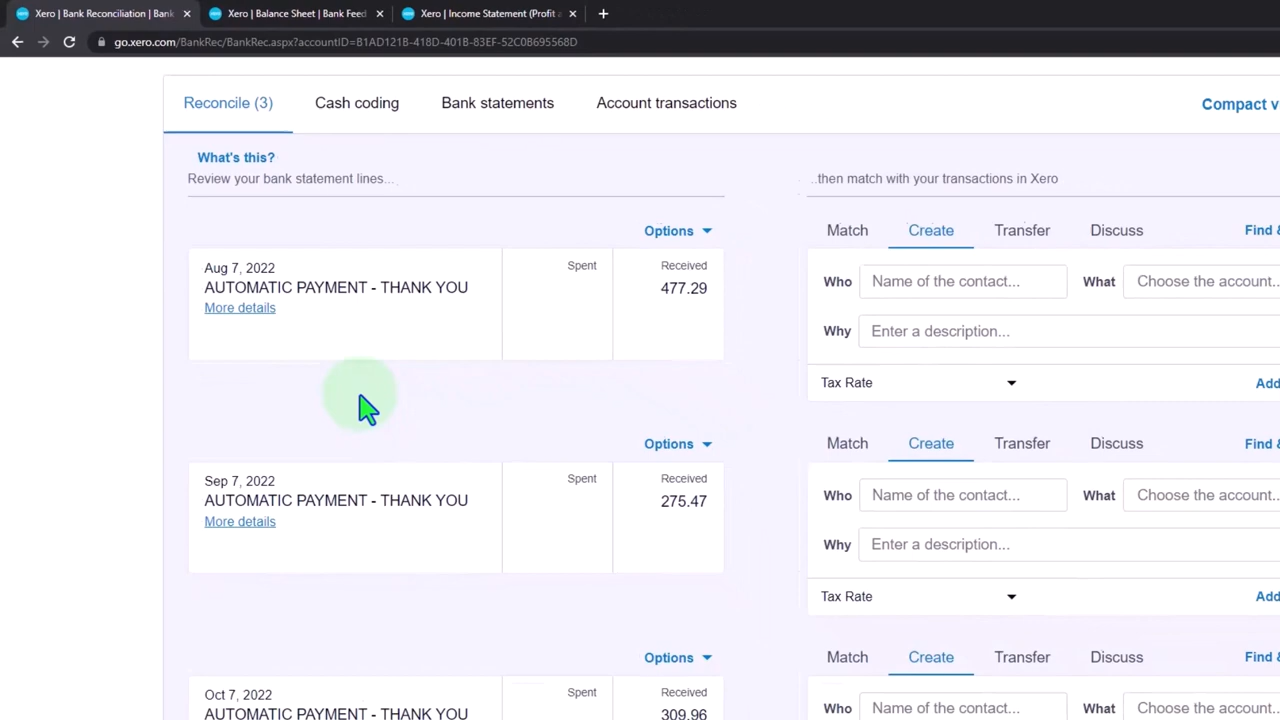 Xero | Bank Reconciliation | Bank
Xero | Balance Sheet | Bank Feed
Xero | Income Statement (Profit a
go.xero.com/BankRec/BankRec.aspx?accountID=B1AD121B-418D-401B-83EF-52C0B695568D
Reconcile (3)
Cash coding
Bank statements
Account transactions
Compact v
What's this?
Review your bank statement lines...
...then match with your transactions in Xero
Options
Match
Create
Transfer
Discuss
Find &
Aug 7, 2022
AUTOMATIC PAYMENT - THANK YOU
More details
Spent
Received
477.29
Who
Name of the contact...
What
Choose the account...
Why
Enter a description...
Tax Rate
Add
Options
Match
Create
Transfer
Discuss
Find &
Sep 7, 2022
AUTOMATIC PAYMENT - THANK YOU
More details
Spent
Received
275.47
Who
Name of the contact...
What
Choose the account...
Why
Enter a description...
Tax Rate
Add
Options
Match
Create
Transfer
Discuss
Find &
Oct 7, 2022
AUTOMATIC PAYMENT - THANK YOU
Spent
Received
309.96
Who
Name of the contact...
What
Choose the account...